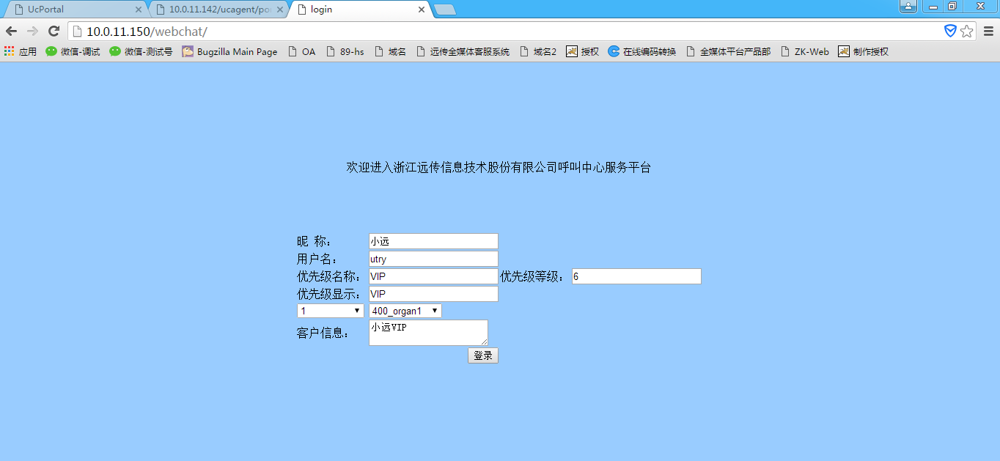 UcPortal 10.0.11.142/ucagent/po login
10.0.11.150/webchat/
应用 微信-调试 微信-测试号 Bugzilla Main Page OA 89-hs 域名 远传全媒体客服系统 域名2 授权 在线编码转换 全媒体平台产品部 ZK-Web 制作授权
欢迎进入浙江远传信息技术股份有限公司呼叫中心服务平台
昵 称： 小远
用户名： utry
优先级名称： VIP 优先级等级： 6
优先级显示： VIP
1 400_organ1
客户信息： 小远VIP
登录